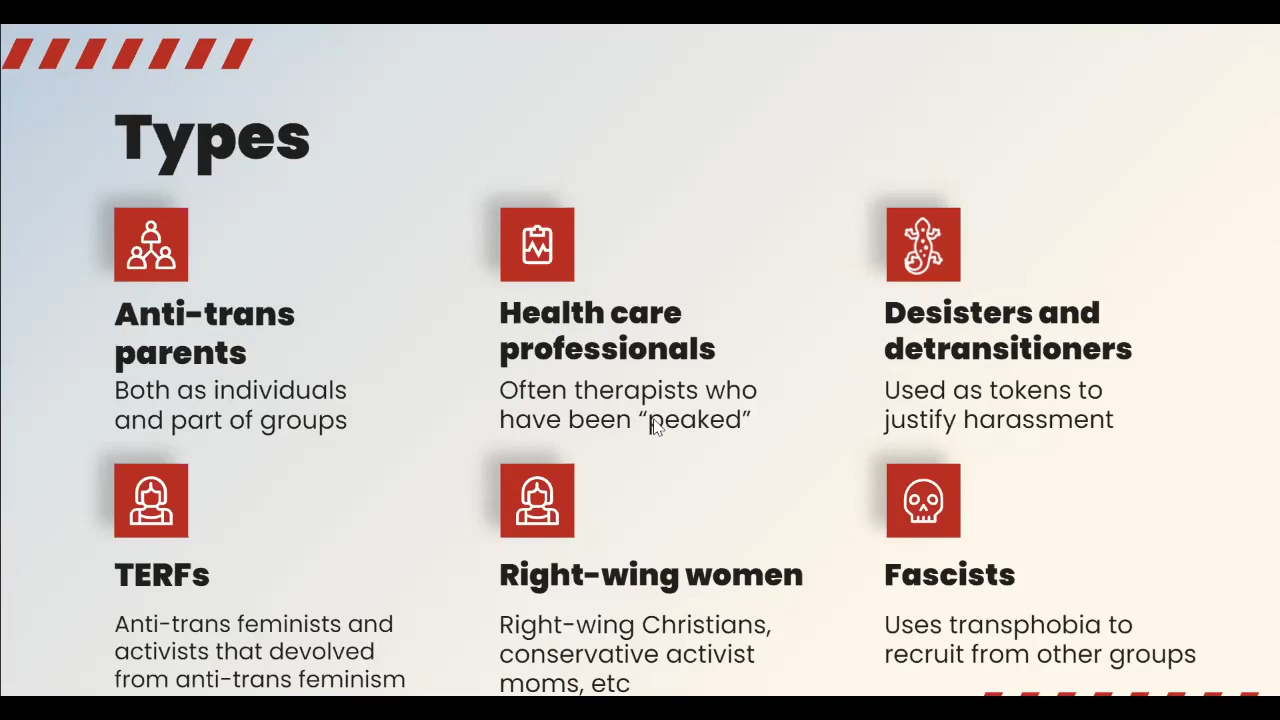 Types
Anti-trans
parents
Both as individuals
and part of groups
Health care
professionals
Often therapists who
have been “peaked”
Desisters and
detransitioners
Used as tokens to
justify harassment
TERFs
Anti-trans feminists and
activists that devolved
from anti-trans feminism
Right-wing women
Right-wing Christians,
conservative activist
moms, etc
Fascists
Uses transphobia to
recruit from other groups